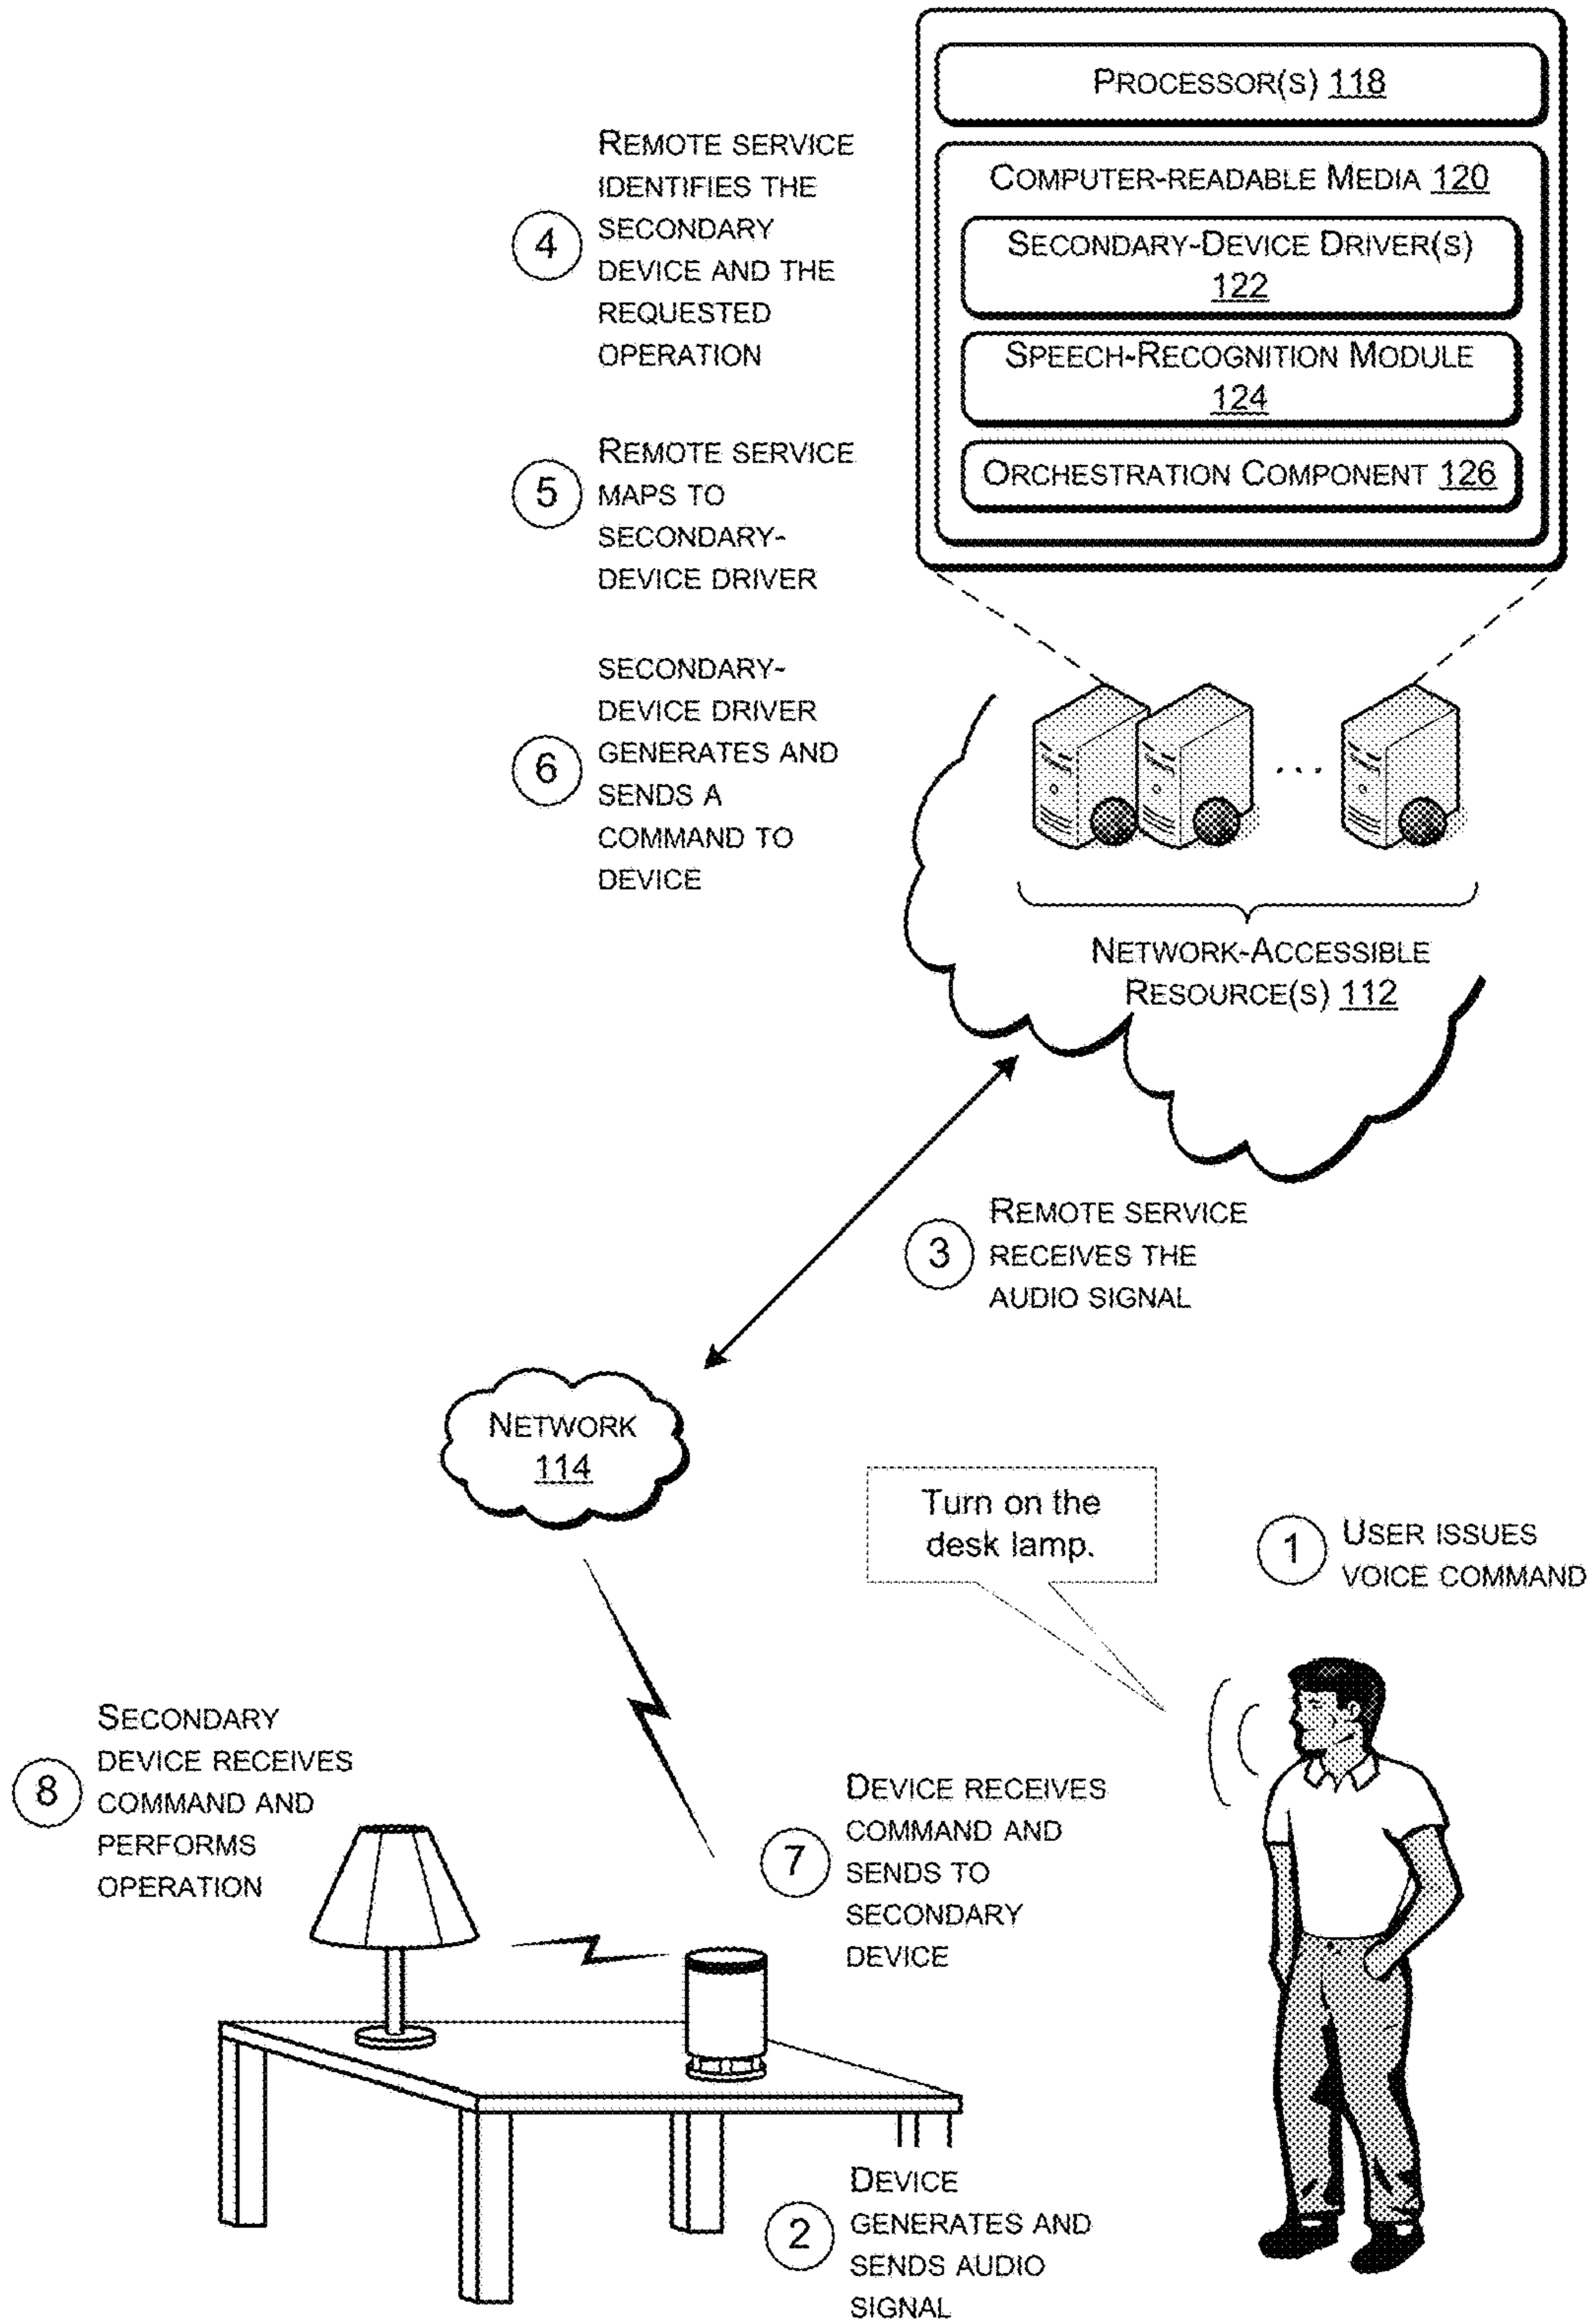 PROCESSOR(S) 118
COMPUTER-READABLE MEDIA 120
SECONDARY-DEVICE DRIVER(S)
122
SPEECH-RECOGNITION MODULE
124
ORCHESTRATION COMPONENT 126
4
REMOTE SERVICE
IDENTIFIES THE
SECONDARY
DEVICE AND THE
REQUESTED
OPERATION
5
REMOTE SERVICE
MAPS TO
SECONDARY-
DEVICE DRIVER
6
SECONDARY-
DEVICE DRIVER
GENERATES AND
SENDS A
COMMAND TO
DEVICE
...
NETWORK-ACCESSIBLE
RESOURCE(S) 112
3
REMOTE SERVICE
RECEIVES THE
AUDIO SIGNAL
NETWORK
114
Turn on the
desk lamp.
1
USER ISSUES
VOICE COMMAND
8
SECONDARY
DEVICE RECEIVES
COMMAND AND
PERFORMS
OPERATION
7
DEVICE RECEIVES
COMMAND AND
SENDS TO
SECONDARY
DEVICE
2
DEVICE
GENERATES AND
SENDS AUDIO
SIGNAL